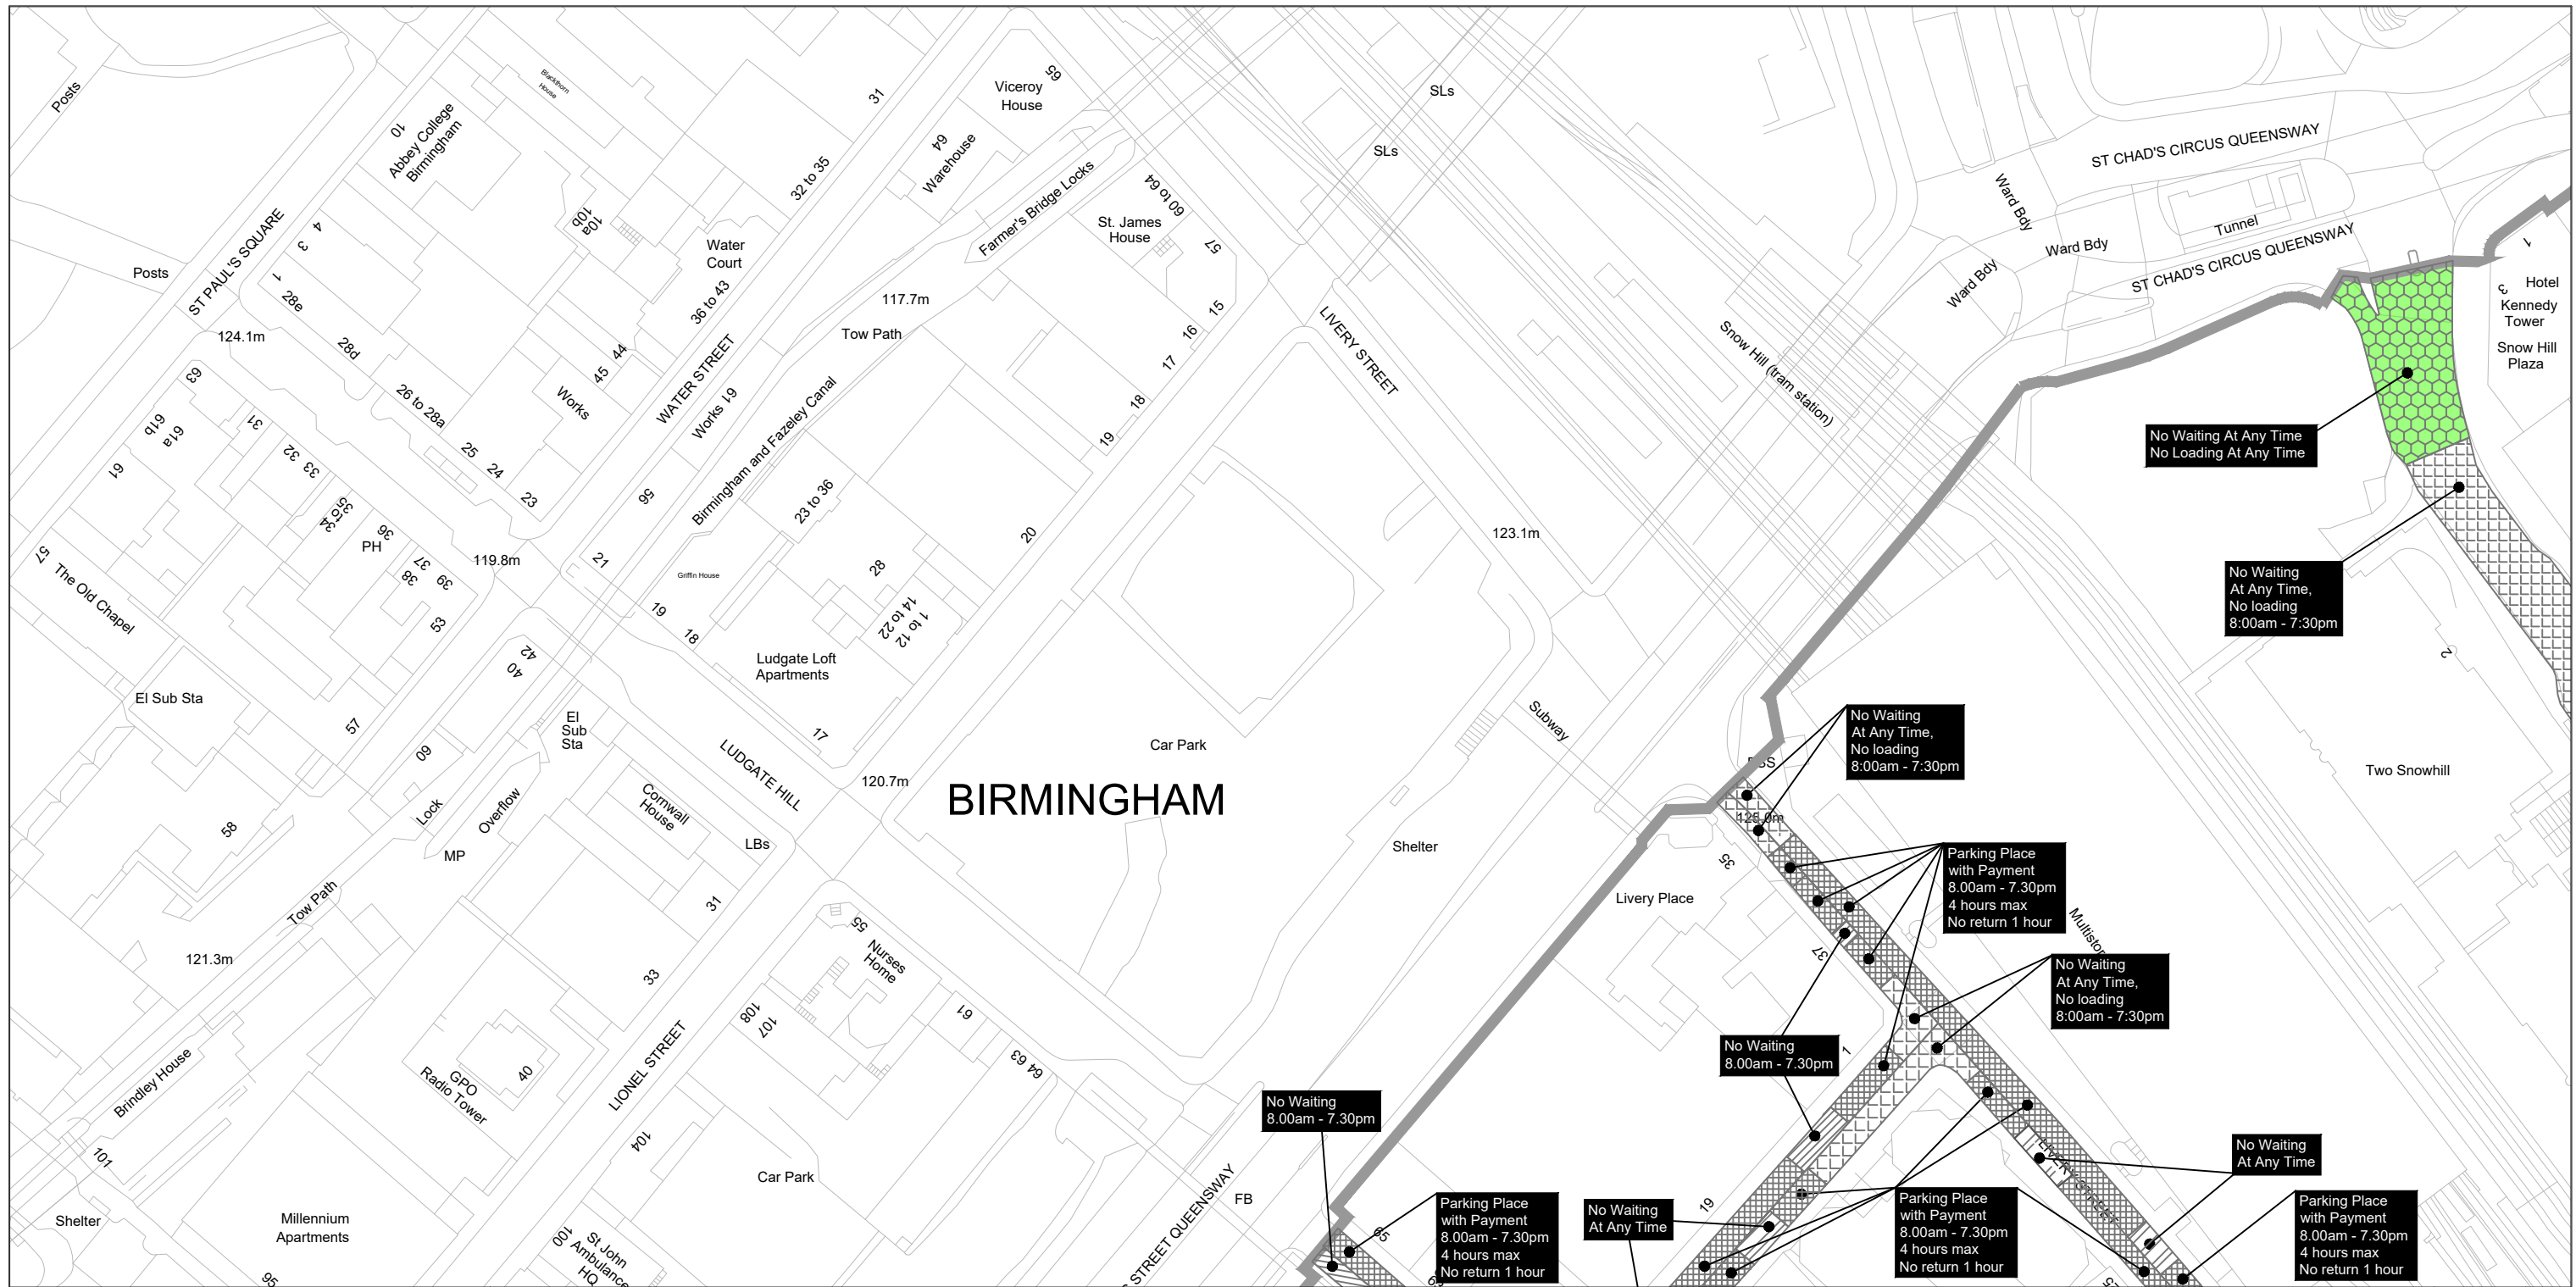 Posts
Abbey College
Birmingham
10
Blackthorn
House
31
Viceroy
House
65
64
Warehouse
SLs
SLs
ST CHAD'S CIRCUS QUEENSWAY
Ward Bdy
Tunnel
Ward Bdy
ST CHAD'S CIRCUS QUEENSWAY
Ward Bdy
1
Hotel
3
Kennedy
Tower
Snow Hill
Plaza
32 to 35
Farmer's Bridge Locks
60 to 64
St. James
House
57
10a
10b
Water
Court
ST PAUL'S SQUARE
4
3
1
28e
Posts
124.1m
28d
36 to 43
117.7m
Tow Path
15
16
17
18
19
LIVERY STREET
Snow Hill (tram station)
No Waiting At Any Time
No Loading At Any Time
63
61b
61a
61
31
32
33
34
35
to
36
PH
37
38
39
26 to 28a
25
24
23
44
45
Works
WATER STREET
Works 19
56
Birmingham and Fazeley Canal
23 to 36
20
123.1m
No Waiting
At Any Time,
No loading
8:00am - 7:30pm
57
The Old Chapel
119.8m
21
Griffin House
28
1 to 12
14 to 22
19
18
53
42
40
Ludgate Loft
Apartments
2
El Sub Sta
57
60
El
Sub
Sta
17
LUDGATE HILL
120.7m
Car Park
BIRMINGHAM
Subway
Two Snowhill
No Waiting
At Any Time,
No loading
8:00am - 7:30pm
125.0m
58
Lock
Overflow
MP
Cornwall
House
LBs
Shelter
35
Parking Place
with Payment
8.00am - 7.30pm
4 hours max
No return 1 hour
Livery Place
37
Tow Path
31
55
Nurses
Home
121.3m
33
61
108
107
63
64
No Waiting
At Any Time,
No loading
8:00am - 7:30pm
No Waiting
8.00am - 7.30pm
1
Brindley House
GPO
Radio Tower
40
LIONEL STREET
No Waiting
8.00am - 7.30pm
104
101
Car Park
FB
STREET QUEENSWAY
LIVERY STREET
No Waiting
At Any Time
Shelter
Millennium
Apartments
100
St John
Ambulance
HQ
95
65
Parking Place
with Payment
8.00am - 7.30pm
4 hours max
No return 1 hour
19
No Waiting
At Any Time
Parking Place
with Payment
8.00am - 7.30pm
4 hours max
No return 1 hour
Parking Place
with Payment
8.00am - 7.30pm
4 hours max
No return 1 hour